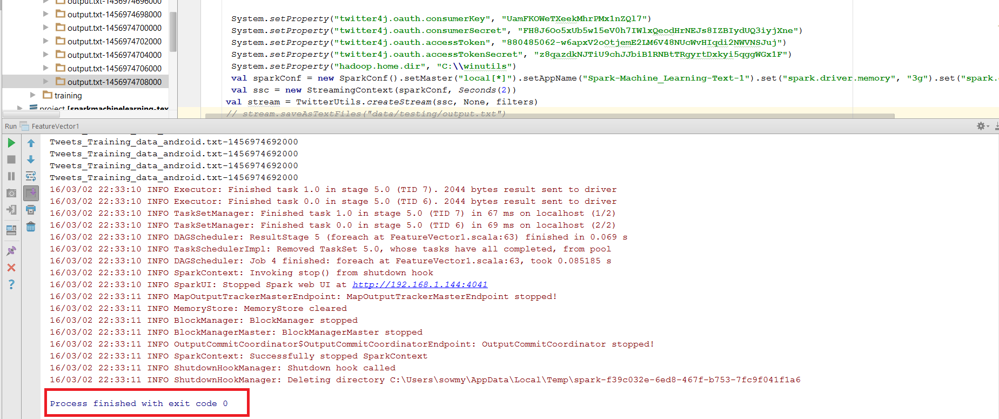 output.txt-1456974696000
output.txt-1456974698000
output.txt-1456974700000
output.txt-1456974702000
output.txt-1456974704000
output.txt-1456974706000
output.txt-1456974708000
training
project [sparkmachinelearning-tex
System.setProperty("twitter4j.oauth.consumerKey", "UamFKOWeTXeekMhrPMx1nZQl7")
System.setProperty("twitter4j.oauth.consumerSecret", "FH8J6Oo5xUb5w15eV0h7IWlxQeodHrNEJs8IZBIydUQ3iyjXne")
System.setProperty("twitter4j.oauth.accessToken", "880485062-w6apxV2oOtjemE2LM6V48NUcWvHIqdi2NWVNSJuj")
System.setProperty("twitter4j.oauth.accessTokenSecret", "z8qazdkNJTiU9chJJbiB1RNBtTRgyrtDxkyi5qggWGx1F")
System.setProperty("hadoop.home.dir", "C:\\winutils")
val sparkConf = new SparkConf().setMaster("local[*]").setAppName("Spark-Machine_Learning-Text-1").set("spark.driver.memory", "3g").set("spark.
val ssc = new StreamingContext(sparkConf, Seconds(2))
val stream = TwitterUtils.createStream(ssc, None, filters)
// stream.saveAsTextFiles("data/testing/output.txt")
Run FeatureVector1
Tweets_Training_data_android.txt-1456974692000
Tweets_Training_data_android.txt-1456974692000
Tweets_Training_data_android.txt-1456974692000
Tweets_Training_data_android.txt-1456974692000
16/03/02 22:33:10 INFO Executor: Finished task 1.0 in stage 5.0 (TID 7). 2044 bytes result sent to driver
16/03/02 22:33:10 INFO Executor: Finished task 0.0 in stage 5.0 (TID 6). 2044 bytes result sent to driver
16/03/02 22:33:10 INFO TaskSetManager: Finished task 1.0 in stage 5.0 (TID 7) in 67 ms on localhost (1/2)
16/03/02 22:33:10 INFO TaskSetManager: Finished task 0.0 in stage 5.0 (TID 6) in 69 ms on localhost (2/2)
16/03/02 22:33:10 INFO DAGScheduler: ResultStage 5 (foreach at FeatureVector1.scala:63) finished in 0.069 s
16/03/02 22:33:10 INFO TaskSchedulerImpl: Removed TaskSet 5.0, whose tasks have all completed, from pool
16/03/02 22:33:10 INFO DAGScheduler: Job 4 finished: foreach at FeatureVector1.scala:63, took 0.085185 s
16/03/02 22:33:10 INFO SparkContext: Invoking stop() from shutdown hook
16/03/02 22:33:10 INFO SparkUI: Stopped Spark web UI at http://192.168.1.144:4041
16/03/02 22:33:11 INFO MapOutputTrackerMasterEndpoint: MapOutputTrackerMasterEndpoint stopped!
16/03/02 22:33:11 INFO MemoryStore: MemoryStore cleared
16/03/02 22:33:11 INFO BlockManager: BlockManager stopped
16/03/02 22:33:11 INFO BlockManagerMaster: BlockManagerMaster stopped
16/03/02 22:33:11 INFO OutputCommitCoordinator$OutputCommitCoordinatorEndpoint: OutputCommitCoordinator stopped!
16/03/02 22:33:11 INFO SparkContext: Successfully stopped SparkContext
16/03/02 22:33:11 INFO ShutdownHookManager: Shutdown hook called
16/03/02 22:33:11 INFO ShutdownHookManager: Deleting directory C:\Users\sowmy\AppData\Local\Temp\spark-f39c032e-6ed8-467f-b753-7fc9f041f1a6
Process finished with exit code 0